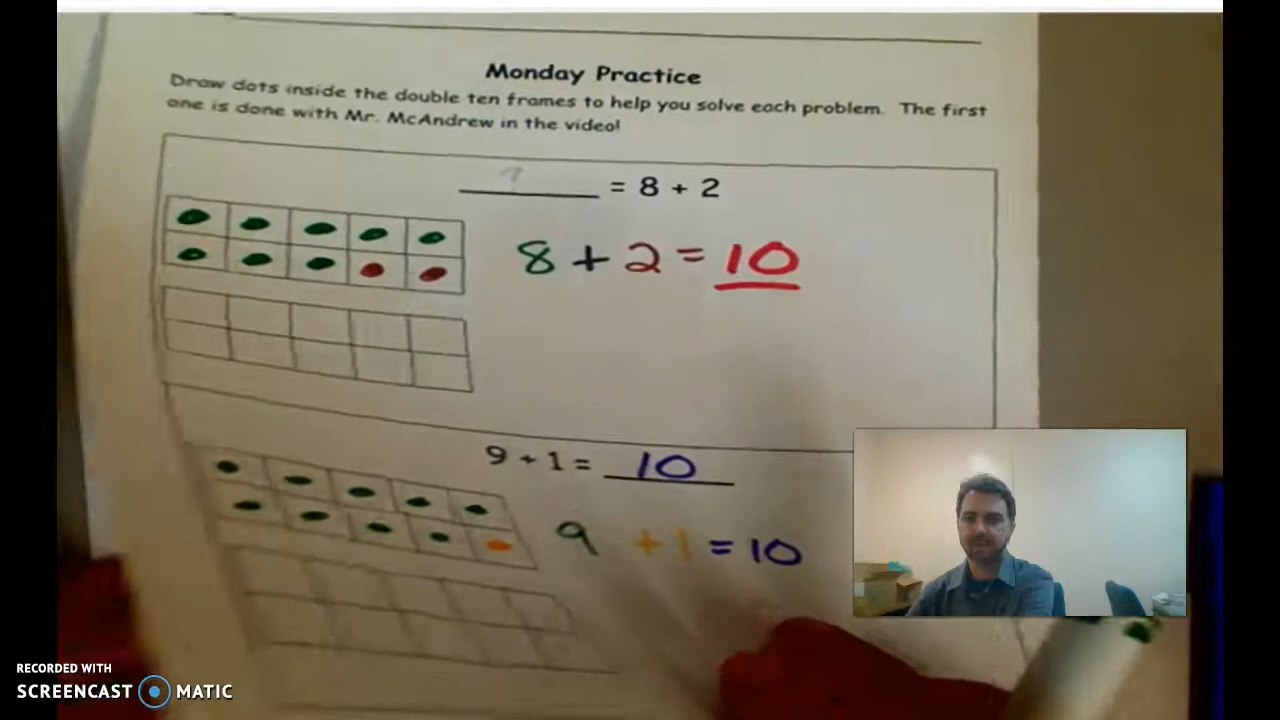 Monday Practice
Draw dots inside the double ten frames to help you solve each problem. The first
one is done with Mr. McAndrew in the video!
= 8 + 2
8 + 2 = 10
9 + 1 = 10
9 + 1 = 10
RECORDED WITH
SCREENCAST MATIC